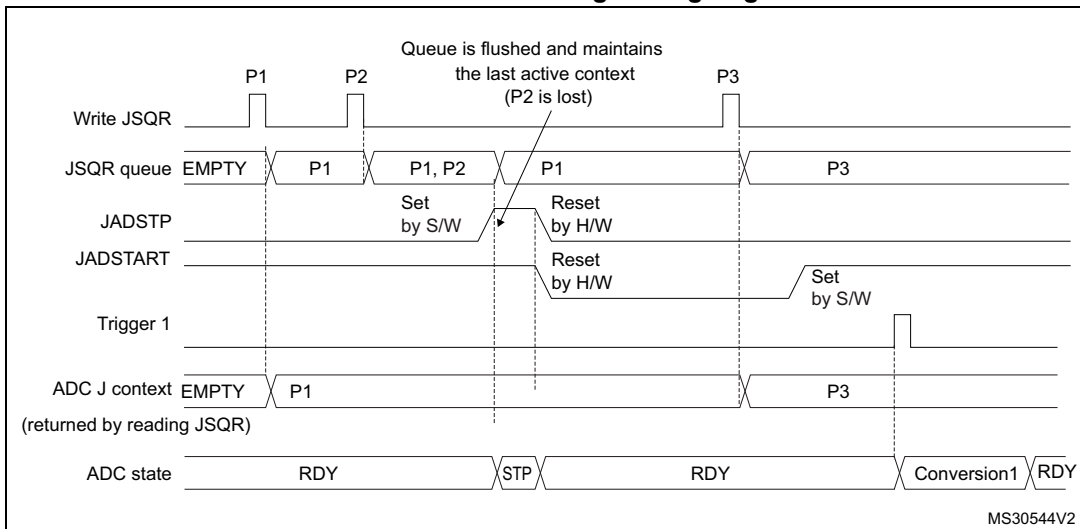 Queue is flushed and maintains
the last active context
(P2 is lost)
P1 P2 P3
Write JSQR
JSQR queue EMPTY P1 P1, P2 P1 P3
Set
by S/W
Reset
by H/W
JADSTP
JADSTART
Reset
by H/W
Set
by S/W
Trigger 1
ADC J context EMPTY P1 P3
(returned by reading JSQR)
ADC state RDY STP RDY Conversion1 RDY
MS30544V2